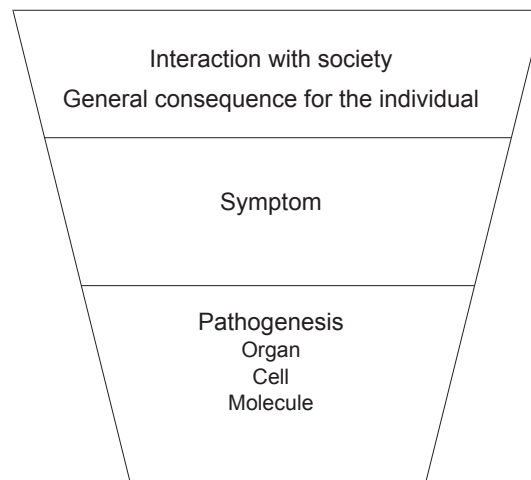 Interaction with society
General consequence for the individual
Symptom
Pathogenesis
Organ
Cell
Molecule